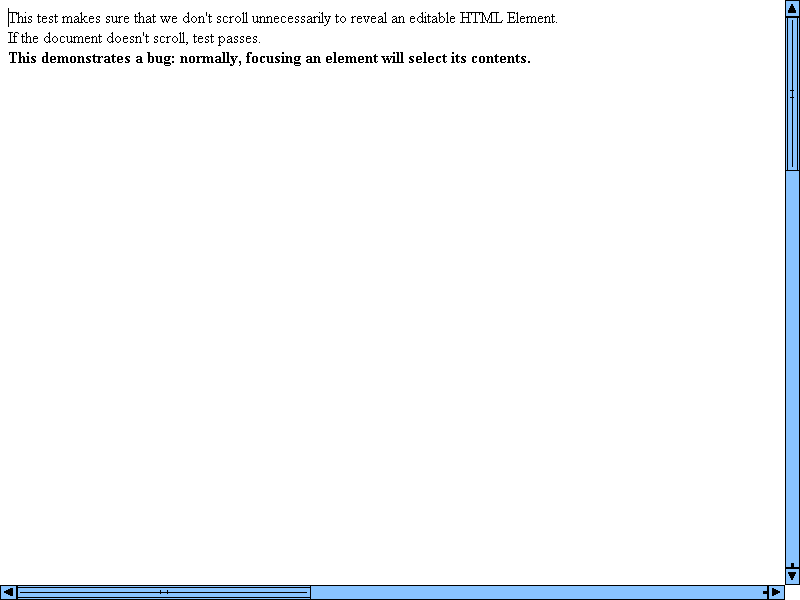 This test makes sure that we don't scroll unnecessarily to reveal an editable HTML Element.
If the document doesn't scroll, test passes.
This demonstrates a bug: normally, focusing an element will select its contents.